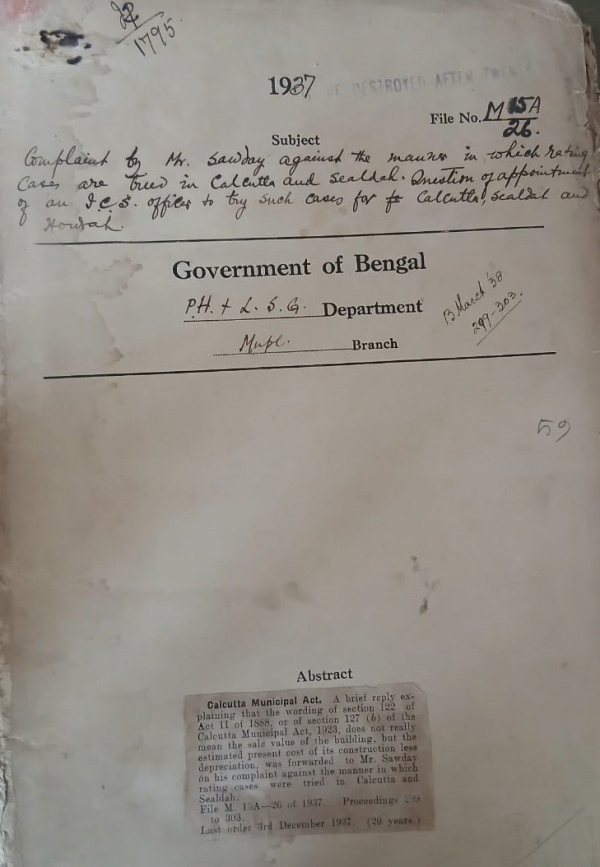 1795
1937
DESTROYED AFTER
File No. M 15A
26.
Subject
Complaint by Mr. Sawday against the manner in which rating
cases are tried in Calcutta and Sealdah. Question of appointment
of an I.C.S. officer to try such cases for Calcutta, Sealdah and
Howrah.
Government of Bengal
P.H. + L.S.G. Department
13 March '38
299-303.
Mupl. Branch
59
Abstract
Calcutta Municipal Act. A brief reply ex-
plaining that the wording of section 122 of
Act II of 1888, or of section 127 (b) of the
Calcutta Municipal Act, 1923, does not really
mean the sale value of the building, but the
estimated present cost of its construction less
depreciation, was forwarded to Mr. Sawday
on his complaint against the manner in which
rating cases were tried in Calcutta and
Sealdah.
File M. 15A—26 of 1937. Proceedings 299
to 303.
Last order 3rd December 1937. (20 years.)